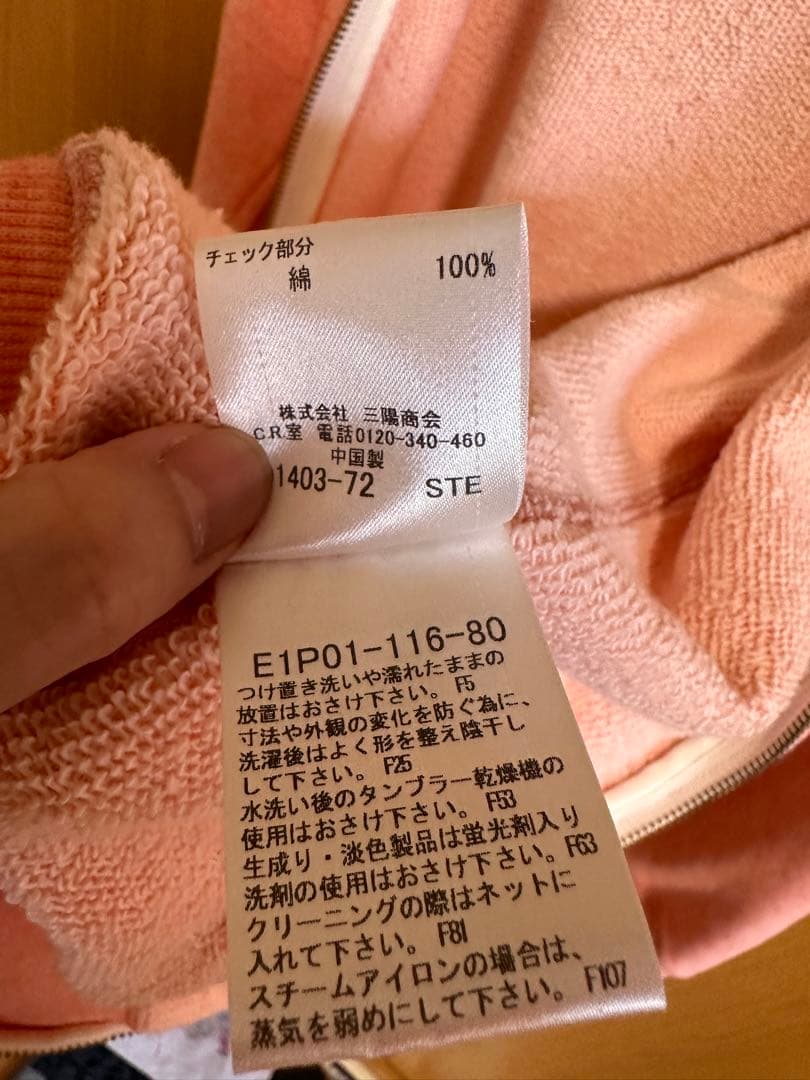 チェック部分
綿 100%
株式会社 三陽商会
C.R.室 電話0120-340-460
中国製
1403-72 STE
E1P01-116-80
つけ置き洗いや濡れたままの
放置はおさけ下さい。 F5
寸法や外観の変化を防ぐ為に、
洗濯後はよく形を整え陰干し
して下さい。 F25
水洗い後のタンブラー乾燥機の
使用はおさけ下さい。 F53
生成り・淡色製品は蛍光剤入り
洗剤の使用はおさけ下さい。 F63
クリーニングの際はネットに
入れて下さい。 F81
スチームアイロンの場合は、
蒸気を弱めにして下さい。 F107